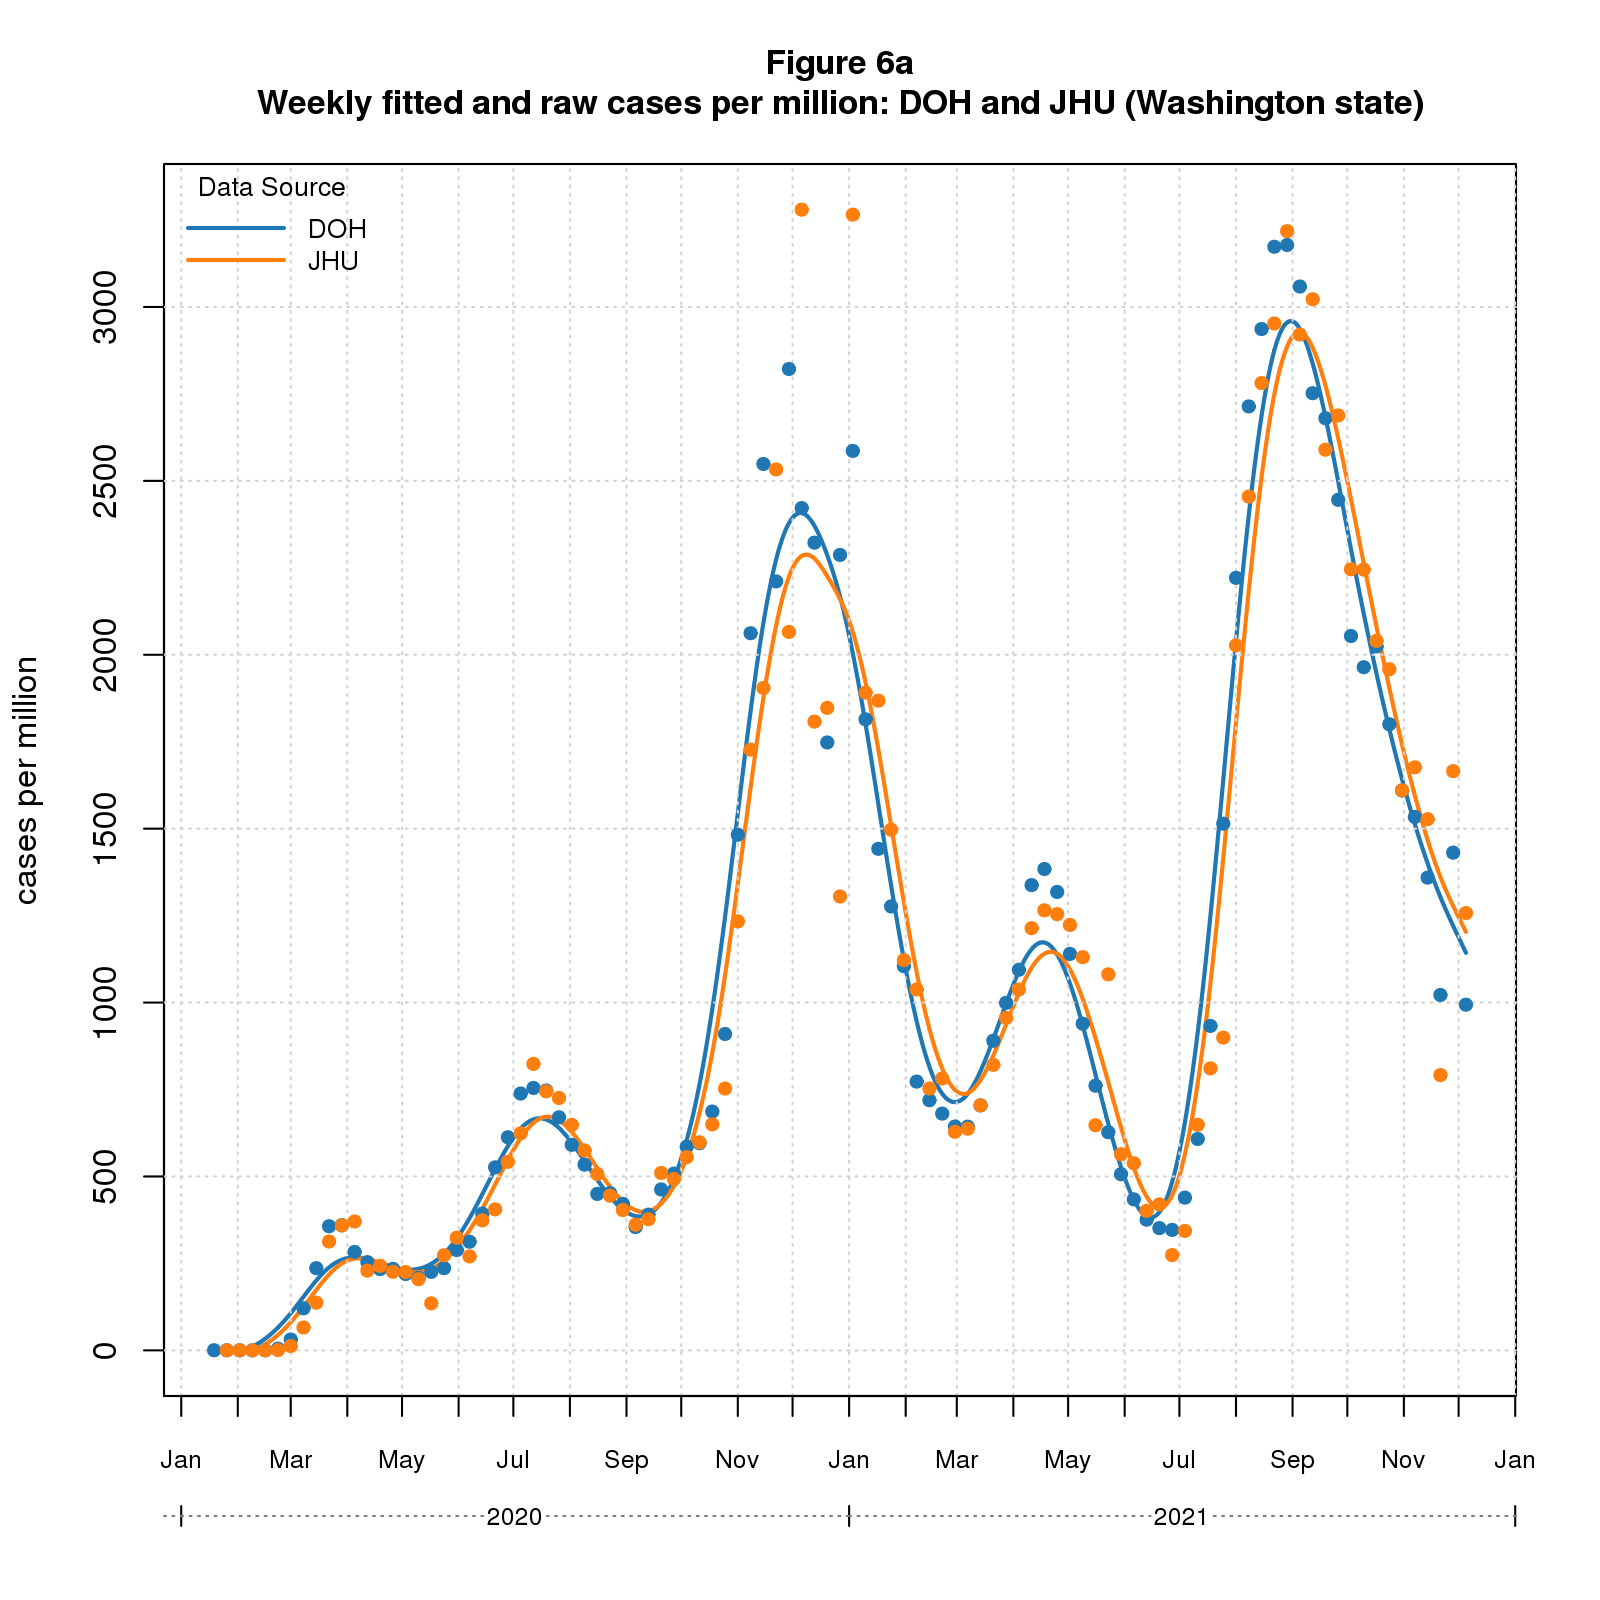 Figure 6a
Weekly fitted and raw cases per million: DOH and JHU (Washington state)
Data Source
DOH
JHU
cases per million
3000
2500
2000
1500
1000
500
0
Jan Mar May Jul Sep Nov Jan Mar May Jul Sep Nov Jan
2020 2021